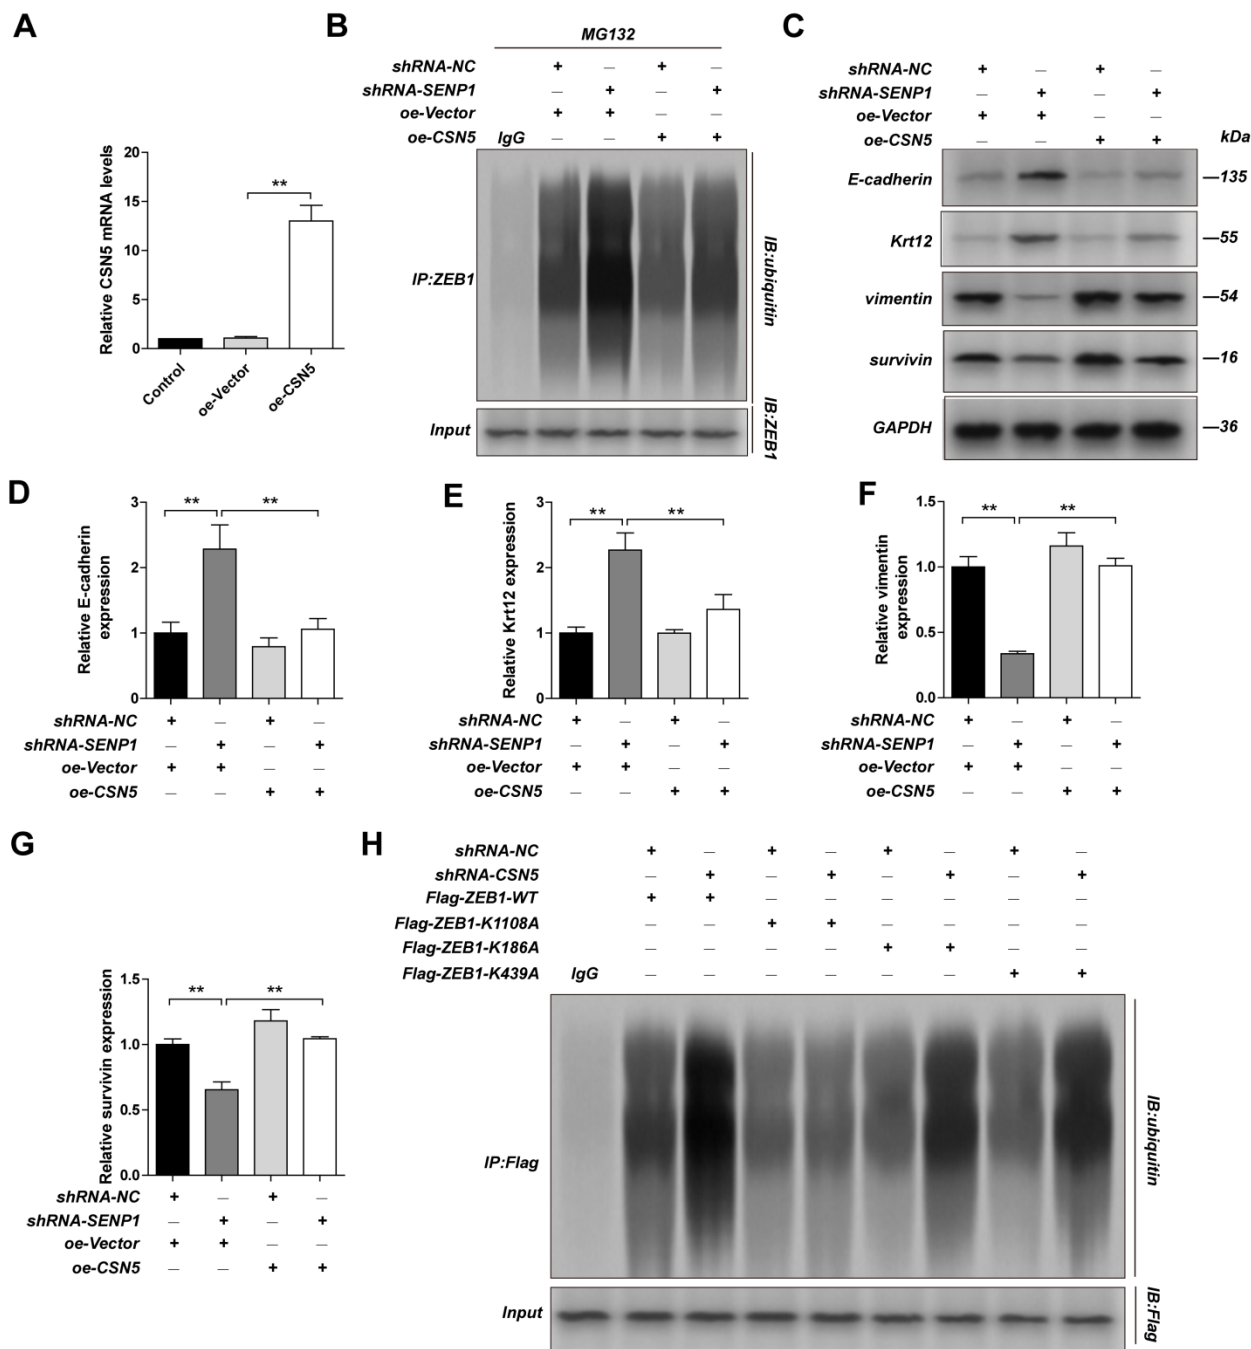 A
Relative CSN5 mRNA levels
20
15
10
5
0
**
Control
oe-Vector
oe-CSN5
B
MG132
shRNA-NC + — + —
shRNA-SENP1 — + — +
oe-Vector + + — —
oe-CSN5 IgG — — + +
IP:ZEB1
IB:ubiquitin
Input
IB:ZEB1
C
shRNA-NC + — + —
shRNA-SENP1 — + — +
oe-Vector + + — —
oe-CSN5 — — + +
kDa
E-cadherin —135
Krt12 —55
vimentin —54
survivin —16
GAPDH —36
D
Relative E-cadherin
expression
3
2
1
0
** **
shRNA-NC + — + —
shRNA-SENP1 — + — +
oe-Vector + + — —
oe-CSN5 — — + +
E
Relative Krt12 expression
3
2
1
0
** **
shRNA-NC + — + —
shRNA-SENP1 — + — +
oe-Vector + + — —
oe-CSN5 — — + +
F
Relative vimentin
expression
1.5
1.0
0.5
0.0
** **
shRNA-NC + — + —
shRNA-SENP1 — + — +
oe-Vector + + — —
oe-CSN5 — — + +
G
Relative survivin expression
1.5
1.0
0.5
0.0
** **
shRNA-NC + — + —
shRNA-SENP1 — + — +
oe-Vector + + — —
oe-CSN5 — — + +
H
shRNA-NC + — + — + — + —
shRNA-CSN5 — + — + — + — +
Flag-ZEB1-WT + + — — — — — —
Flag-ZEB1-K1108A — — + + — — — —
Flag-ZEB1-K186A — — — — + + — —
Flag-ZEB1-K439A IgG — — — — — — + +
IP:Flag
IB:ubiquitin
Input
IB:Flag